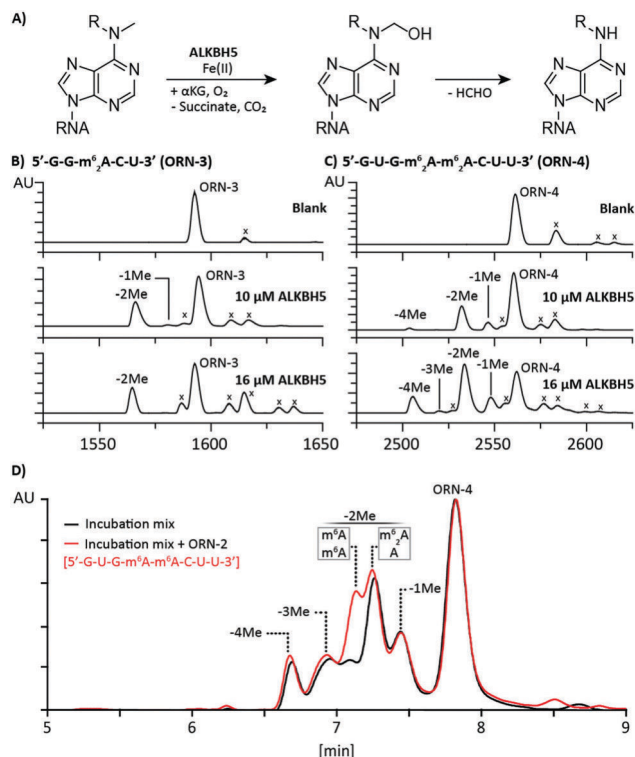 A)
R
N
N
N
N
N
RNA
ALKBH5
Fe(II)
+ αKG, O₂
- Succinate, CO₂
R
N
OH
N
N
N
N
RNA
- HCHO
R
NH
N
N
N
N
RNA
B) 5'-G-G-m⁶₂A-C-U-3' (ORN-3)
AU
ORN-3
x
Blank
-1Me
-2Me
x
ORN-3
x x
10 µM ALKBH5
-2Me
x
ORN-3
x
x
x
x x
16 µM ALKBH5
1550 1600 1650
C) 5'-G-U-G-m⁶₂A-m⁶₂A-C-U-U-3' (ORN-4)
AU
ORN-4
x
x x
Blank
-4Me
-2Me
-1Me
x
ORN-4
x x
10 µM ALKBH5
-4Me
-3Me
x
-2Me
-1Me
x
ORN-4
x x
x x
16 µM ALKBH5
2500 2550 2600
D)
AU
Incubation mix
Incubation mix + ORN-2
[5'-G-U-G-m⁶A-m⁶A-C-U-U-3']
-4Me
-3Me
-2Me
m⁶A
m⁶A
m⁶₂A
A
-1Me
ORN-4
5 6 7 8 9
[min]